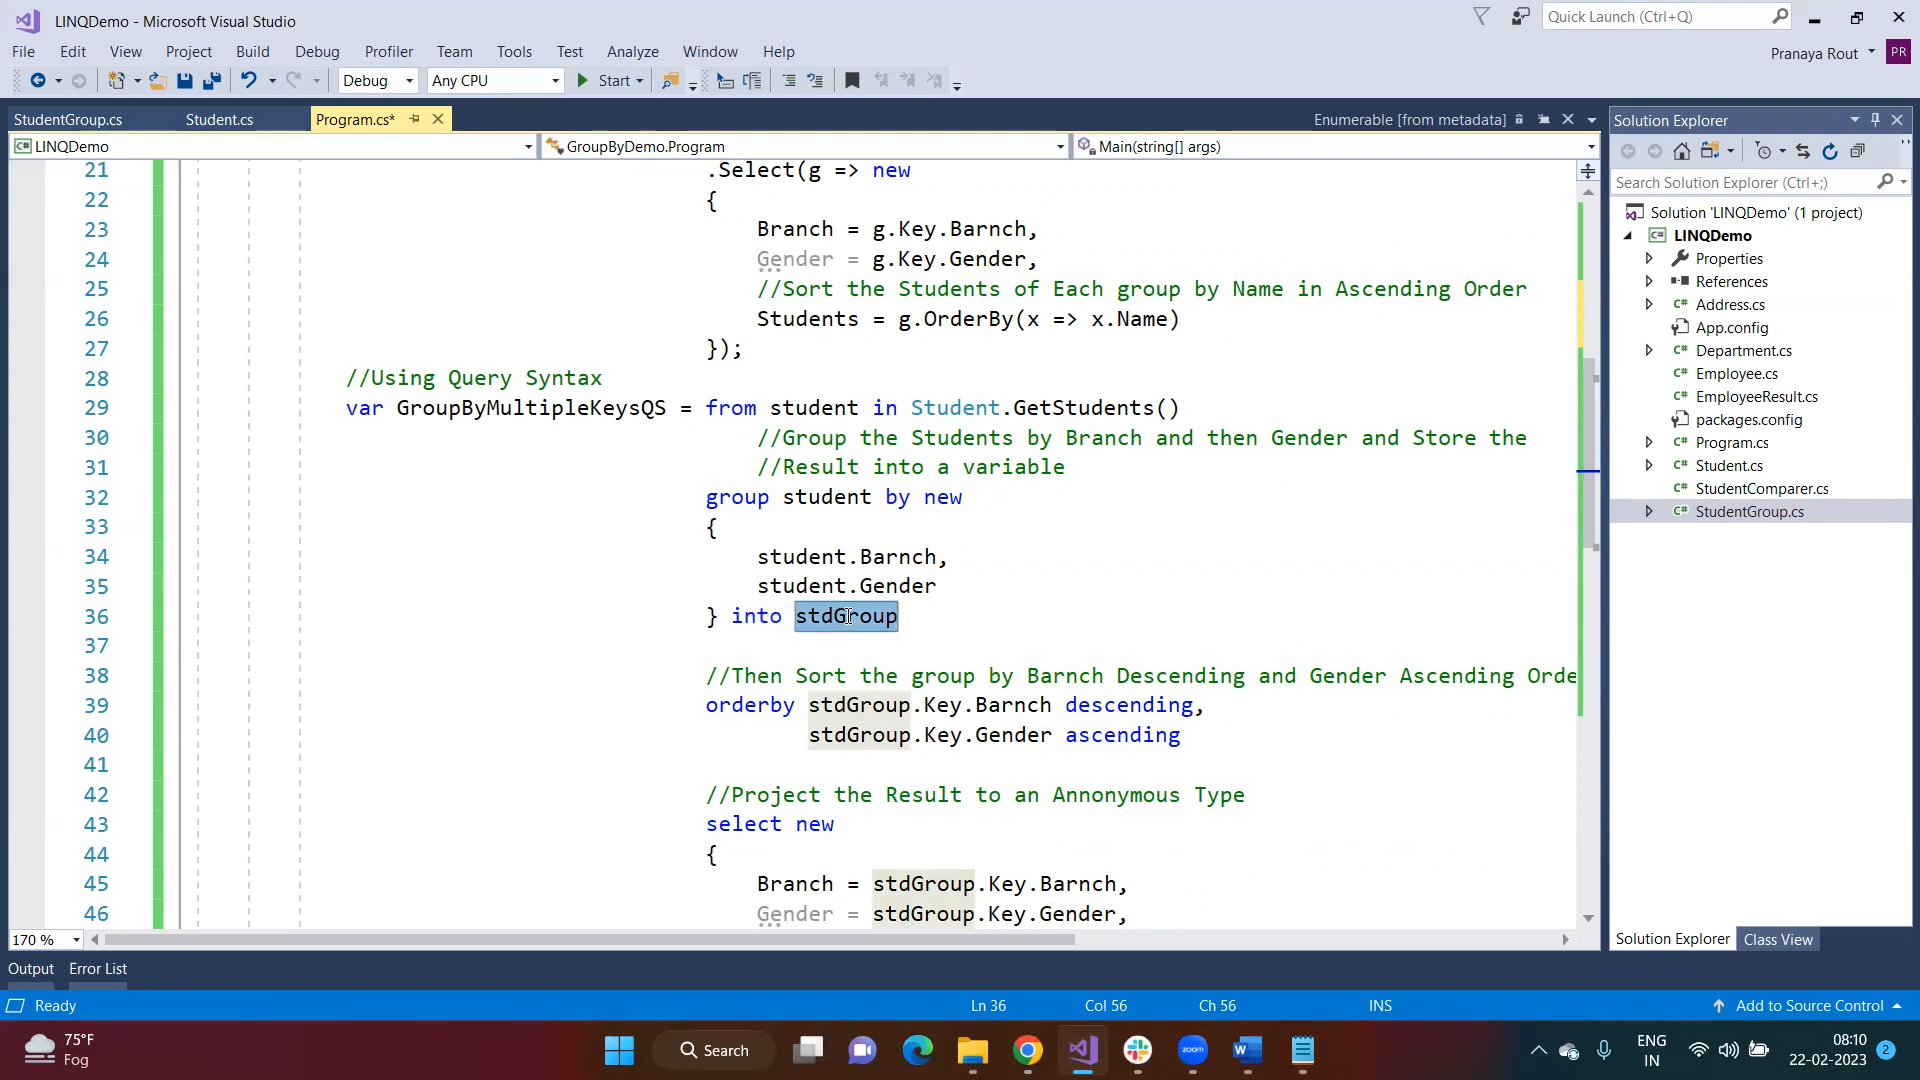 LINQDemo - Microsoft Visual Studio
Quick Launch (Ctrl+Q)
File Edit View Project Build Debug Profiler Team Tools Test Analyze Window Help
Pranaya Rout PR
Debug Any CPU Start
StudentGroup.cs Student.cs Program.cs* Enumerable [from metadata]
LINQDemo GroupByDemo.Program Main(string[] args)
21 .Select(g => new
22 {
23 Branch = g.Key.Barnch,
24 Gender = g.Key.Gender,
25 //Sort the Students of Each group by Name in Ascending Order
26 Students = g.OrderBy(x => x.Name)
27 });
28 //Using Query Syntax
29 var GroupByMultipleKeysQS = from student in Student.GetStudents()
30 //Group the Students by Branch and then Gender and Store the
31 //Result into a variable
32 group student by new
33 {
34 student.Barnch,
35 student.Gender
36 } into stdGroup
37
38 //Then Sort the group by Barnch Descending and Gender Ascending Orde
39 orderby stdGroup.Key.Barnch descending,
40 stdGroup.Key.Gender ascending
41
42 //Project the Result to an Annonymous Type
43 select new
44 {
45 Branch = stdGroup.Key.Barnch,
46 Gender = stdGroup.Key.Gender,
170 %
Solution Explorer
Search Solution Explorer (Ctrl+;)
Solution 'LINQDemo' (1 project)
LINQDemo
Properties
References
Address.cs
App.config
Department.cs
Employee.cs
EmployeeResult.cs
packages.config
Program.cs
Student.cs
StudentComparer.cs
StudentGroup.cs
Solution Explorer Class View
Output Error List
Ready Ln 36 Col 56 Ch 56 INS Add to Source Control
75°F
Fog
Search
zoom
ENG
IN
08:10
22-02-2023
2